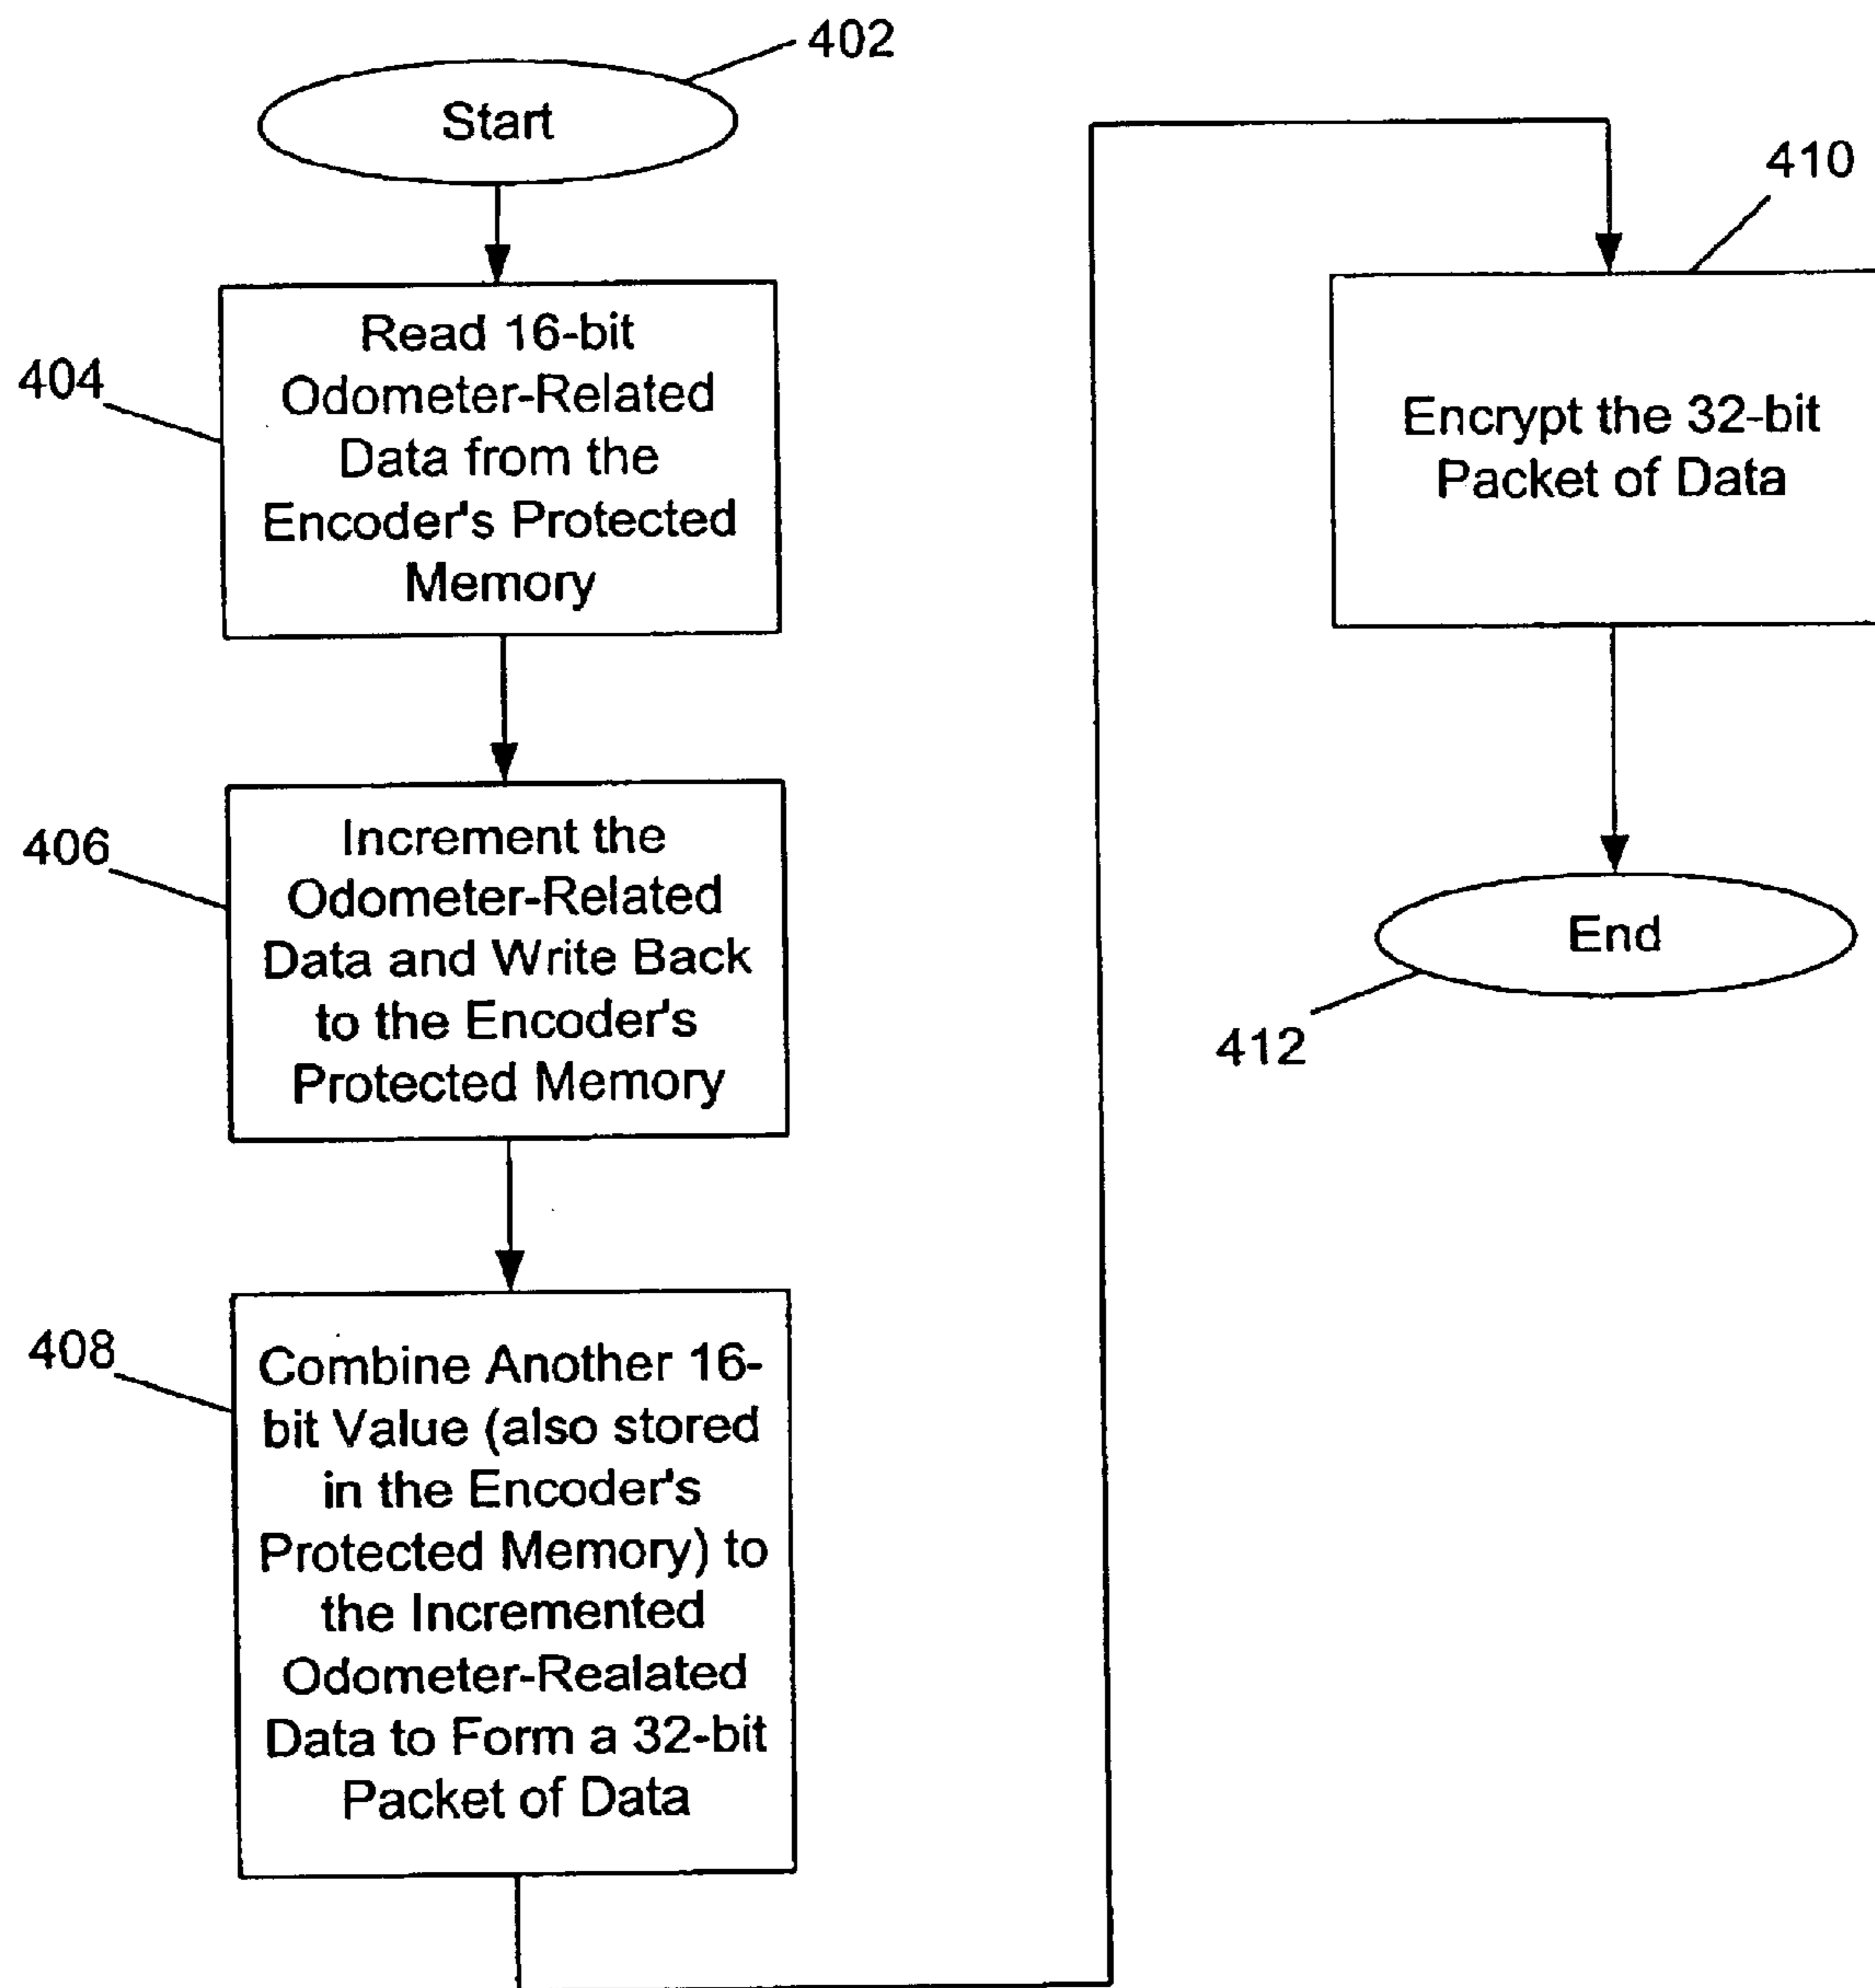 402
Start
404
Read 16-bit
Odometer-Related
Data from the
Encoder's Protected
Memory
406
Increment the
Odometer-Related
Data and Write Back
to the Encoder's
Protected Memory
408
Combine Another 16-
bit Value (also stored
in the Encoder's
Protected Memory) to
the Incremented
Odometer-Realated
Data to Form a 32-bit
Packet of Data
410
Encrypt the 32-bit
Packet of Data
End
412